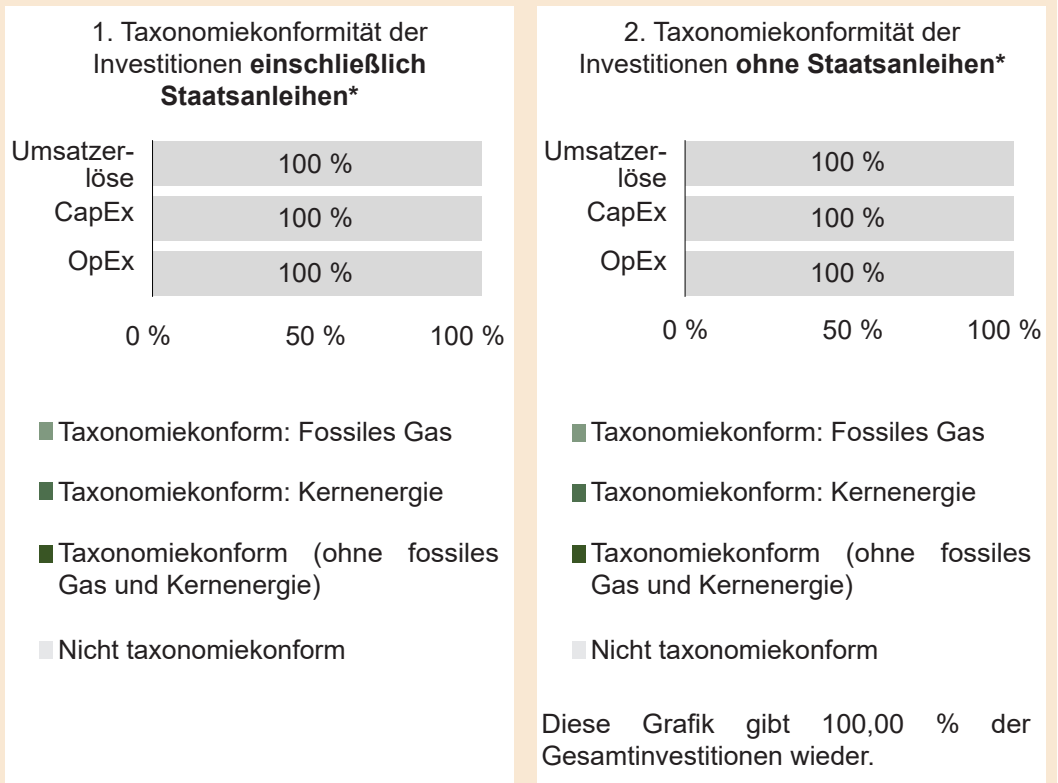 1. Taxonomiekonformität der
Investitionen einschließlich
Staatsanleihen*
Umsatzer-
löse
100 %
CapEx
100 %
OpEx
100 %
0 % 50 % 100 %
Taxonomiekonform: Fossiles Gas
Taxonomiekonform: Kernenergie
Taxonomiekonform (ohne fossiles
Gas und Kernenergie)
Nicht taxonomiekonform
2. Taxonomiekonformität der
Investitionen ohne Staatsanleihen*
Umsatzer-
löse
100 %
CapEx
100 %
OpEx
100 %
0 % 50 % 100 %
Taxonomiekonform: Fossiles Gas
Taxonomiekonform: Kernenergie
Taxonomiekonform (ohne fossiles
Gas und Kernenergie)
Nicht taxonomiekonform
Diese Grafik gibt 100,00 % der
Gesamtinvestitionen wieder.